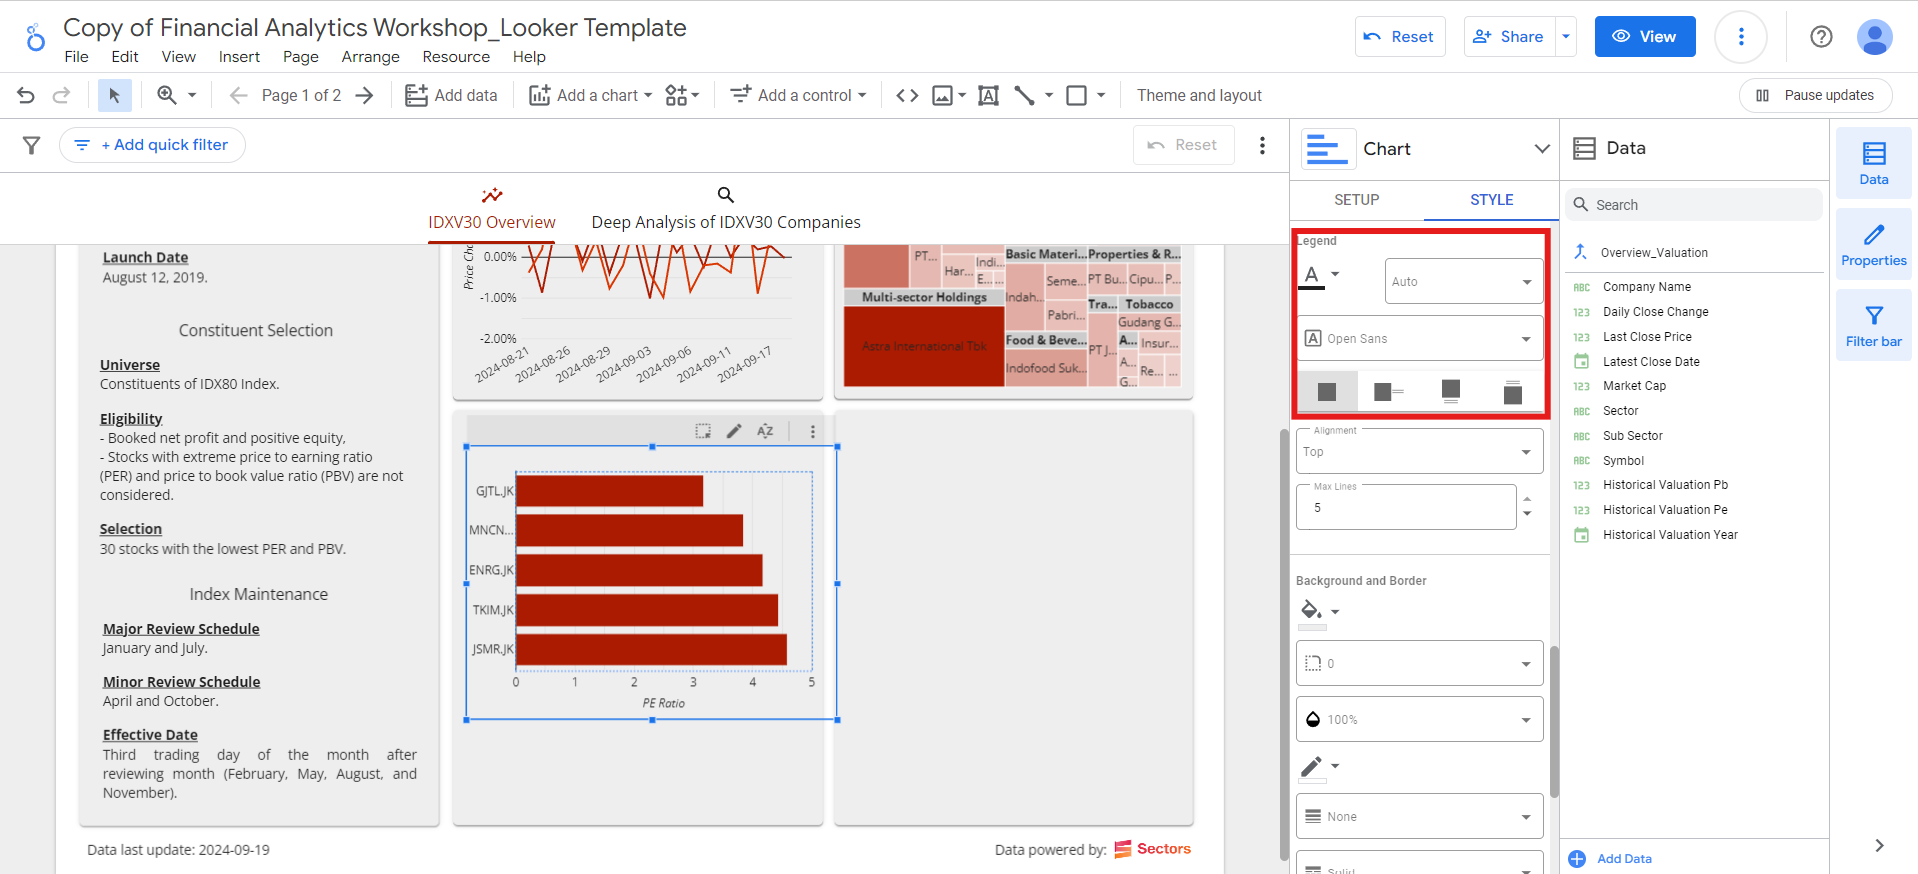 Copy of Financial Analytics Workshop_Looker Template
File Edit View Insert Page Arrange Resource Help
Reset
Share
View
Page 1 of 2
Add data
Add a chart
Add a control
Theme and layout
Pause updates
+ Add quick filter
Reset
IDXV30 Overview
Deep Analysis of IDXV30 Companies
Launch Date
August 12, 2019.
Constituent Selection
Universe
Constituents of IDX80 Index.
Eligibility
- Booked net profit and positive equity,
- Stocks with extreme price to earning ratio
(PER) and price to book value ratio (PBV) are not
considered.
Selection
30 stocks with the lowest PER and PBV.
Index Maintenance
Major Review Schedule
January and July.
Minor Review Schedule
April and October.
Effective Date
Third trading day of the month after
reviewing month (February, May, August, and
November).
Price Cha
0.00%
-1.00%
-2.00%
2024-08-21
2024-08-26
2024-08-29
2024-09-03
2024-09-06
2024-09-11
2024-09-17
PT...
Har...
Indi...
E...
...
Multi-sector Holdings
Astra International Tbk
Basic Materi...
Indah...
Seme...
Pabri...
Food & Beve...
Indofood Suk...
Properties & R...
PT Bu...
Cipu...
P...
Tra...
PT J...
Tobacco
Gudang G...
A...
Insur...
A...
G...
Re...
...
GJTL.JK
MNCN...
ENRG.JK
TKIM.JK
JSMR.JK
0 1 2 3 4 5
PE Ratio
Data last update: 2024-09-19
Data powered by: Sectors
Chart
SETUP
STYLE
Legend
A
Auto
A
Open Sans
Alignment
Top
Max Lines
5
Background and Border
0
100%
None
Solid
Data
Search
Overview_Valuation
ABC Company Name
123 Daily Close Change
123 Last Close Price
Latest Close Date
123 Market Cap
ABC Sector
ABC Sub Sector
ABC Symbol
123 Historical Valuation Pb
123 Historical Valuation Pe
Historical Valuation Year
Add Data
Data
Properties
Filter bar